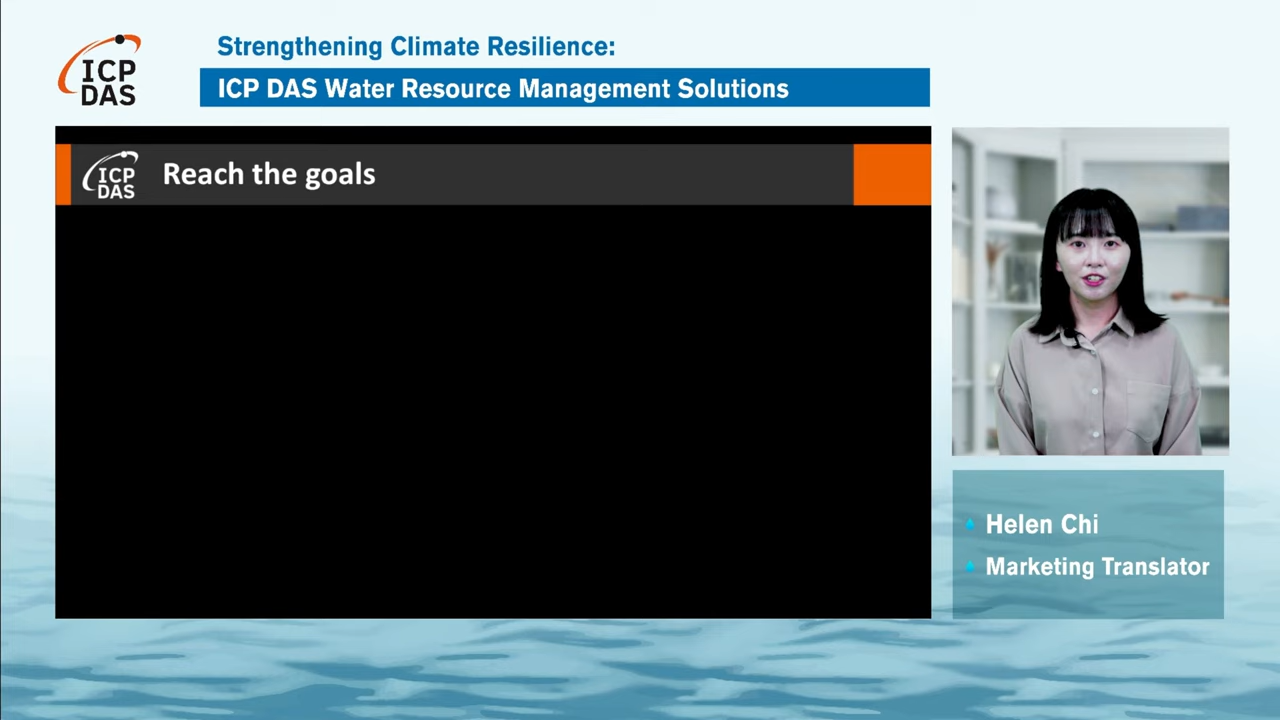 ICP
DAS
Strengthening Climate Resilience:
ICP DAS Water Resource Management Solutions
ICP
DAS
Reach the goals
Helen Chi
Marketing Translator